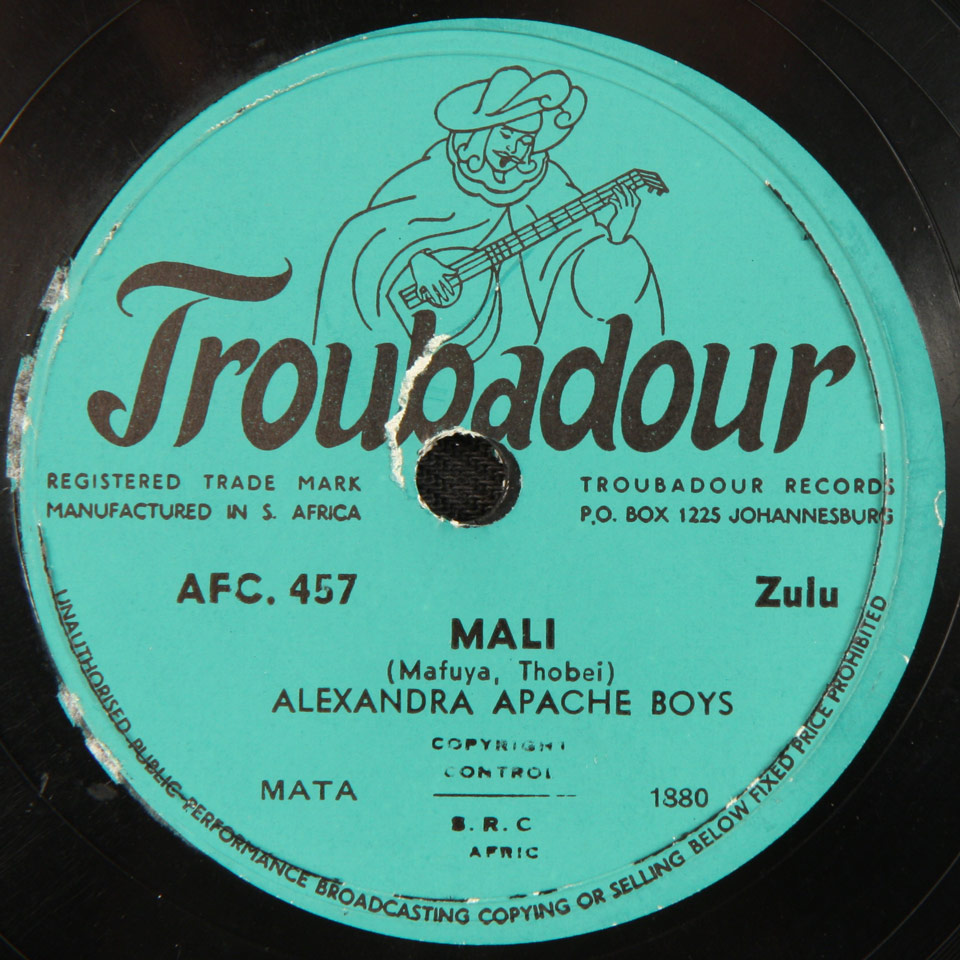 Troubadour
REGISTERED TRADE MARK
MANUFACTURED IN S. AFRICA
TROUBADOUR RECORDS
P.O. BOX 1225 JOHANNESBURG
AFC. 457
Zulu
MALI
(Mafuya, Thobei)
ALEXANDRA APACHE BOYS
COPYRIGHT
CONTROL
MATA
1880
S. R. C
AFRIC
UNAUTHORISED PUBLIC PERFORMANCE BROADCASTING COPYING OR SELLING BELOW FIXED PRICE PROHIBITED